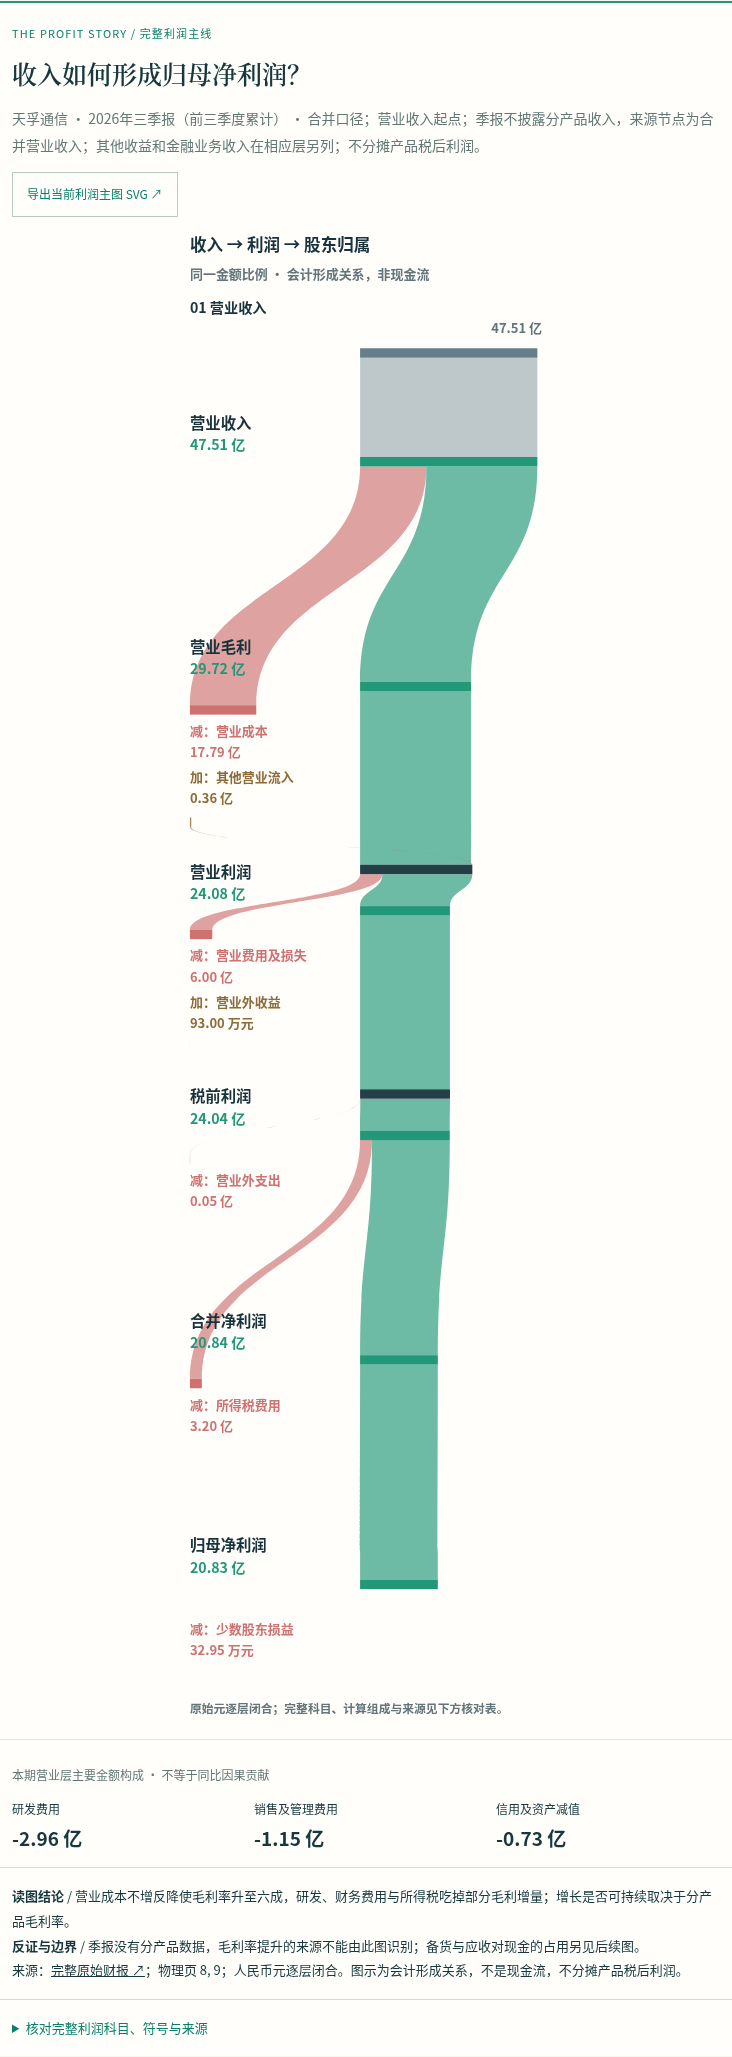 THE PROFIT STORY / 完整利润主线
收入如何形成归母净利润？
天孚通信 · 2026年三季报（前三季度累计） · 合并口径；营业收入起点；季报不披露分产品收入，来源节点为合
并营业收入；其他收益和金融业务收入在相应层另列；不分摊产品税后利润。
导出当前利润主图 SVG ↗
收入 → 利润 → 股东归属
同一金额比例 · 会计形成关系，非现金流
01 营业收入
47.51 亿
营业收入
47.51 亿
营业毛利
29.72 亿
减：营业成本
17.79 亿
加：其他营业流入
0.36 亿
营业利润
24.08 亿
减：营业费用及损失
6.00 亿
加：营业外收益
93.00 万元
税前利润
24.04 亿
减：营业外支出
0.05 亿
合并净利润
20.84 亿
减：所得税费用
3.20 亿
归母净利润
20.83 亿
减：少数股东损益
32.95 万元
原始元逐层闭合；完整科目、计算组成与来源见下方核对表。
本期营业层主要金额构成 · 不等于同比因果贡献
研发费用
-2.96 亿
销售及管理费用
-1.15 亿
信用及资产减值
-0.73 亿
读图结论 / 营业成本不增反降使毛利率升至六成，研发、财务费用与所得税吃掉部分毛利增量；增长是否可持续取决于分产
品毛利率。
反证与边界 / 季报没有分产品数据，毛利率提升的来源不能由此图识别；备货与应收对现金的占用另见后续图。
来源：完整原始财报 ↗；物理页 8, 9；人民币元逐层闭合。图示为会计形成关系，不是现金流，不分摊产品税后利润。
▶ 核对完整利润科目、符号与来源